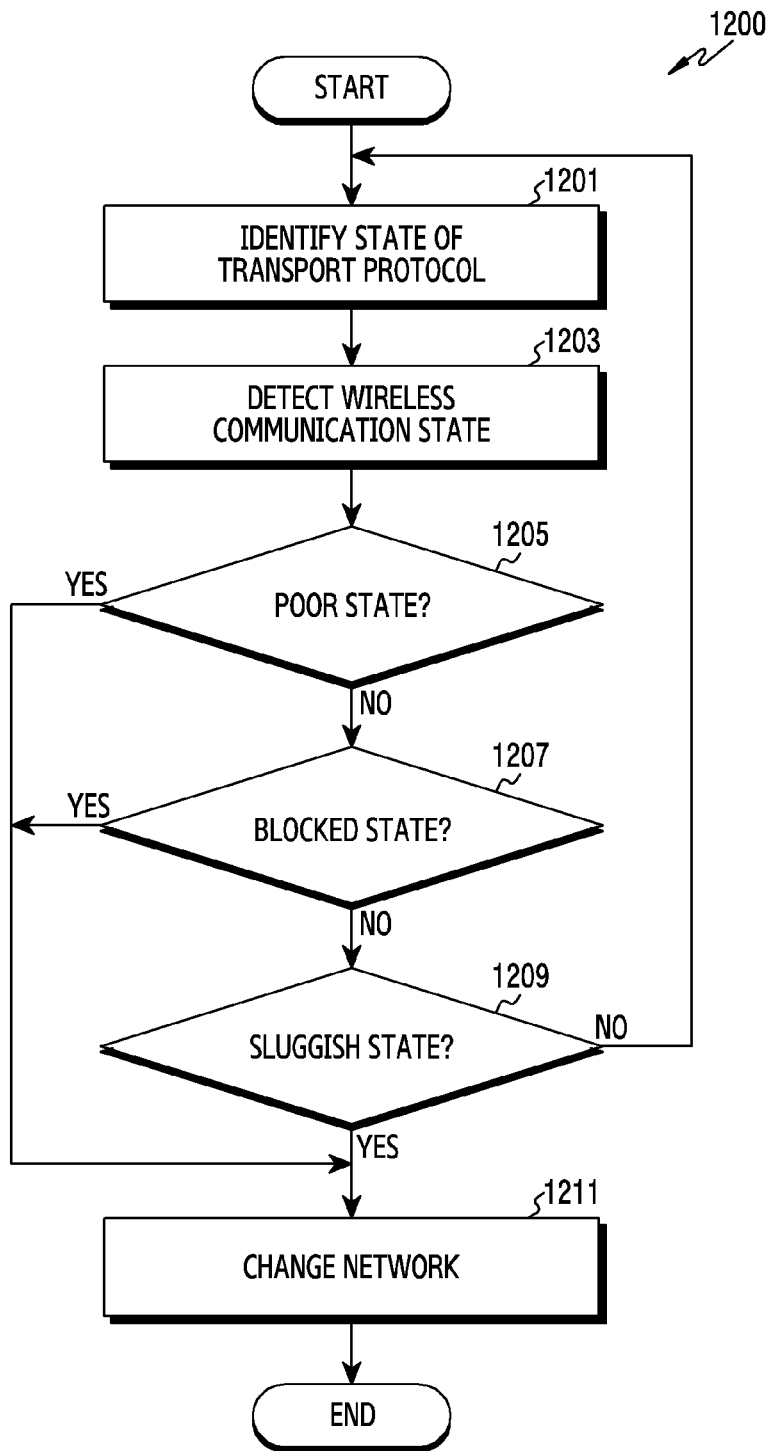 1200
START
1201
IDENTIFY STATE OF
TRANSPORT PROTOCOL
1203
DETECT WIRELESS
COMMUNICATION STATE
1205
YES
POOR STATE?
NO
1207
YES
BLOCKED STATE?
NO
1209
NO
SLUGGISH STATE?
YES
1211
CHANGE NETWORK
END